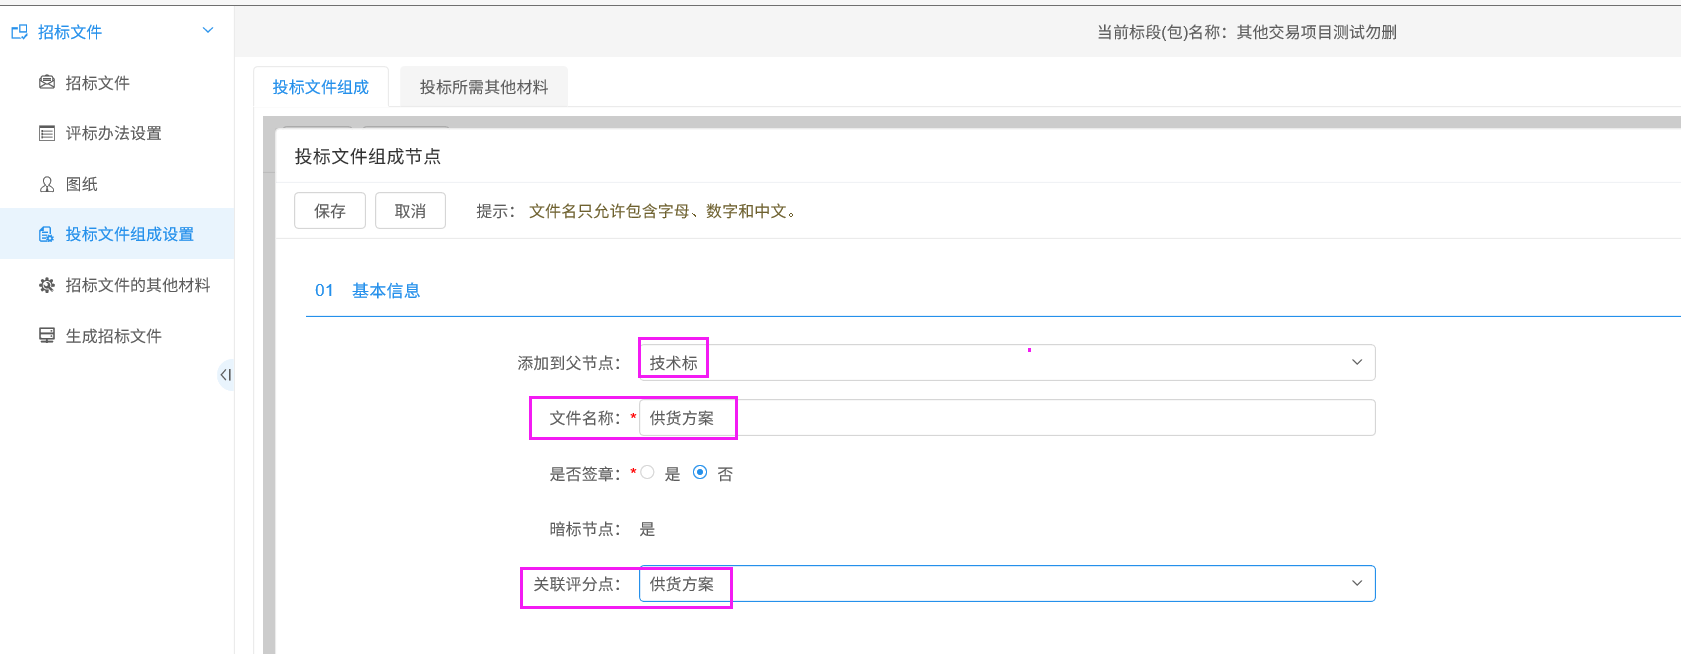 招标文件
当前标段(包)名称：其他交易项目测试勿删
招标文件
评标办法设置
图纸
投标文件组成设置
招标文件的其他材料
生成招标文件
投标文件组成
投标所需其他材料
投标文件组成节点
保存
取消
提示：文件名只允许包含字母、数字和中文。
01 基本信息
添加到父节点：技术标
文件名称：*供货方案
是否签章：*是 否
暗标节点：是
关联评分点：供货方案